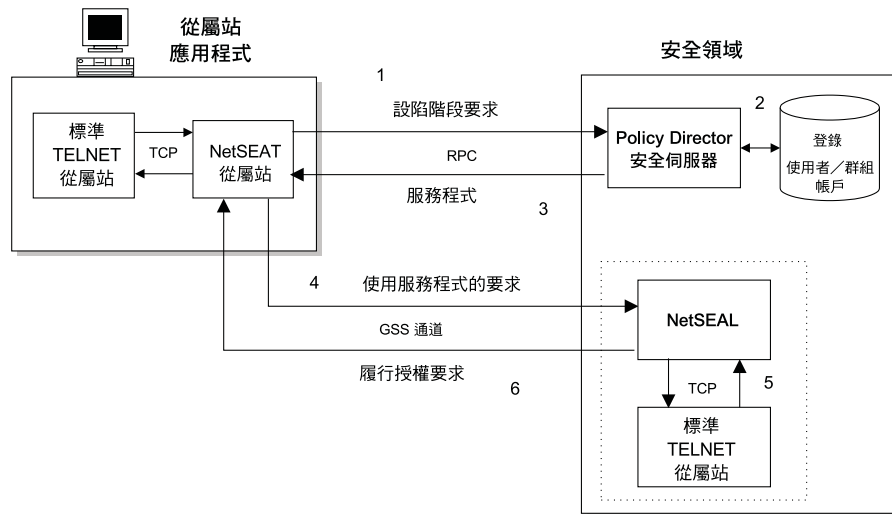 從屬站
應用程式
安全領域
1
設陷階段要求
2
標準
TELNET
從屬站
TCP
NetSEAT
從屬站
RPC
Policy Director
安全伺服器
登錄
使用者／群組
帳戶
服務程式
3
4
使用服務程式的要求
GSS 通道
NetSEAL
履行授權要求
6
TCP
5
標準
TELNET
從屬站